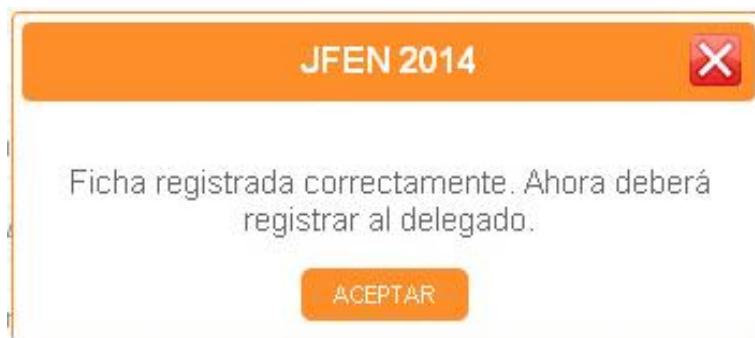 JFEN 2014
Ficha registrada correctamente. Ahora deberá
registrar al delegado.
ACEPTAR